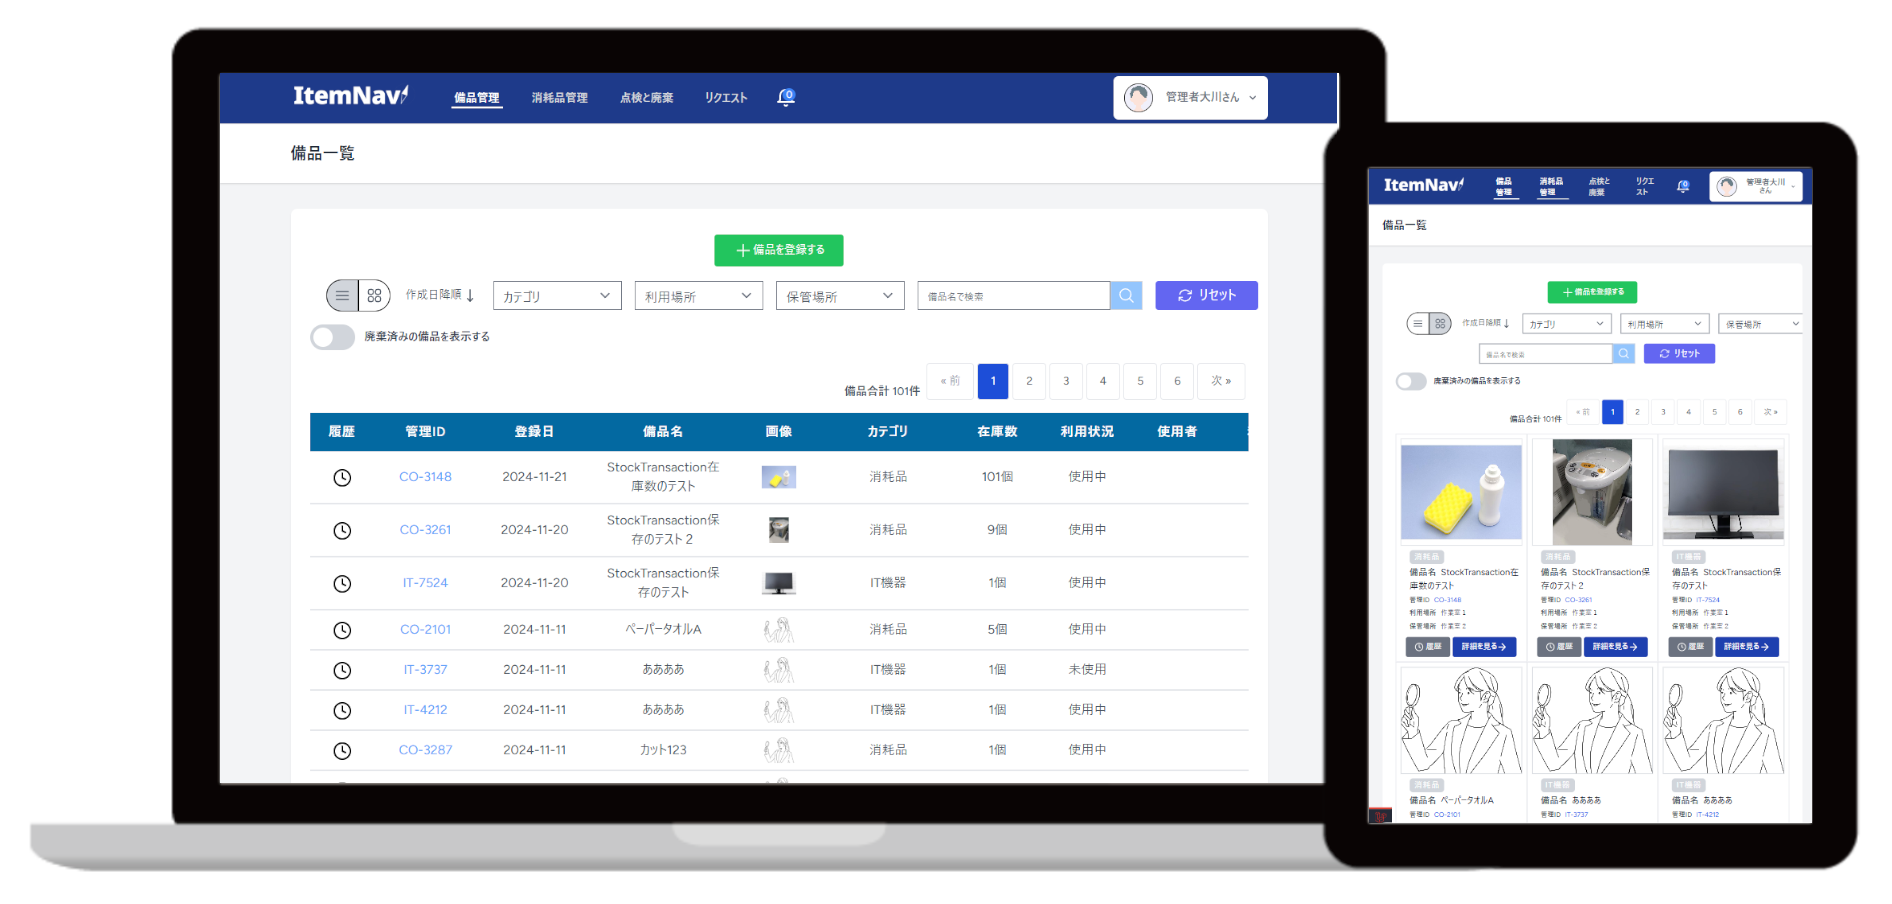 ItemNavi
備品管理
消耗品管理
点検と廃棄
リクエスト
0
管理者大川さん
備品一覧
備品を登録する
作成日降順↓
カテゴリ
利用場所
保管場所
備品名で検索
リセット
廃棄済みの備品を表示する
備品合計 101件
« 前
1
2
3
4
5
6
次 »
履歴 管理ID 登録日 備品名 画像 カテゴリ 在庫数 利用状況 使用者
CO-3148 2024-11-21 StockTransaction在
庫数のテスト
消耗品 101個 使用中
CO-3261 2024-11-20 StockTransaction保
存のテスト2
消耗品 9個 使用中
IT-7524 2024-11-20 StockTransaction保
存のテスト
IT機器 1個 使用中
CO-2101 2024-11-11 ペーパータオルA 消耗品 5個 使用中
IT-3737 2024-11-11 ああああ IT機器 1個 未使用
IT-4212 2024-11-11 ああああ IT機器 1個 使用中
CO-3287 2024-11-11 カット123 消耗品 1個 使用中
ItemNavi
備品
管理
消耗品
管理
点検と
廃棄
リクエ
スト
0
管理者大川
さん
備品一覧
備品を登録する
作成日降順↓
カテゴリ
利用場所
保管場所
備品名で検索
リセット
廃棄済みの備品を表示する
備品合計 101件
« 前
1
2
3
4
5
6
次 »
消耗品
備品名 StockTransaction在
庫数のテスト
管理ID CO-3148
利用場所 作業室1
保管場所 作業室2
履歴
詳細を見る→
消耗品
備品名 StockTransaction保
存のテスト2
管理ID CO-3261
利用場所 作業室1
保管場所 作業室2
履歴
詳細を見る→
IT機器
備品名 StockTransaction保
存のテスト
管理ID IT-7524
利用場所 作業室1
保管場所 作業室2
履歴
詳細を見る→
消耗品
備品名 ペーパータオルA
管理ID CO-2101
IT機器
備品名 ああああ
管理ID IT-3737
IT機器
備品名 ああああ
管理ID IT-4212